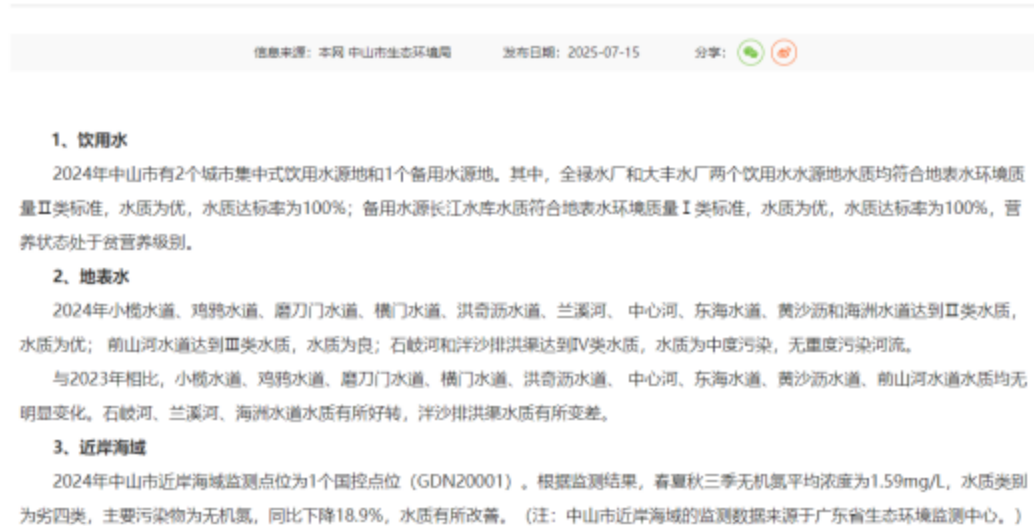 信息来源：本网 中山市生态环境局 发布日期：2025-07-15 分享：
1、饮用水
2024年中山市有2个城市集中式饮用水源地和1个备用水源地。其中，全禄水厂和大丰水厂两个饮用水水源地水质均符合地表水环境质
量Ⅱ类标准，水质为优，水质达标率为100%；备用水源长江水库水质符合地表水环境质量Ⅰ类标准，水质为优，水质达标率为100%，营
养状态处于贫营养级别。
2、地表水
2024年小榄水道、鸡鸦水道、磨刀门水道、横门水道、洪奇沥水道、兰溪河、 中心河、东海水道、黄沙沥和海洲水道达到Ⅱ类水质，
水质为优； 前山河水道达到Ⅲ类水质，水质为良；石岐河和泮沙排洪渠达到Ⅳ类水质，水质为中度污染，无重度污染河流。
与2023年相比，小榄水道、鸡鸦水道、磨刀门水道、横门水道、洪奇沥水道、 中心河、东海水道、黄沙沥水道、前山河水道水质均无
明显变化。石岐河、兰溪河、海洲水道水质有所好转，泮沙排洪渠水质有所变差。
3、近岸海域
2024年中山市近岸海域监测点位为1个国控点位（GDN20001）。根据监测结果，春夏秋三季无机氮平均浓度为1.59mg/L，水质类别
为劣四类，主要污染物为无机氮，同比下降18.9%，水质有所改善。（注：中山市近岸海域的监测数据来源于广东省生态环境监测中心。）